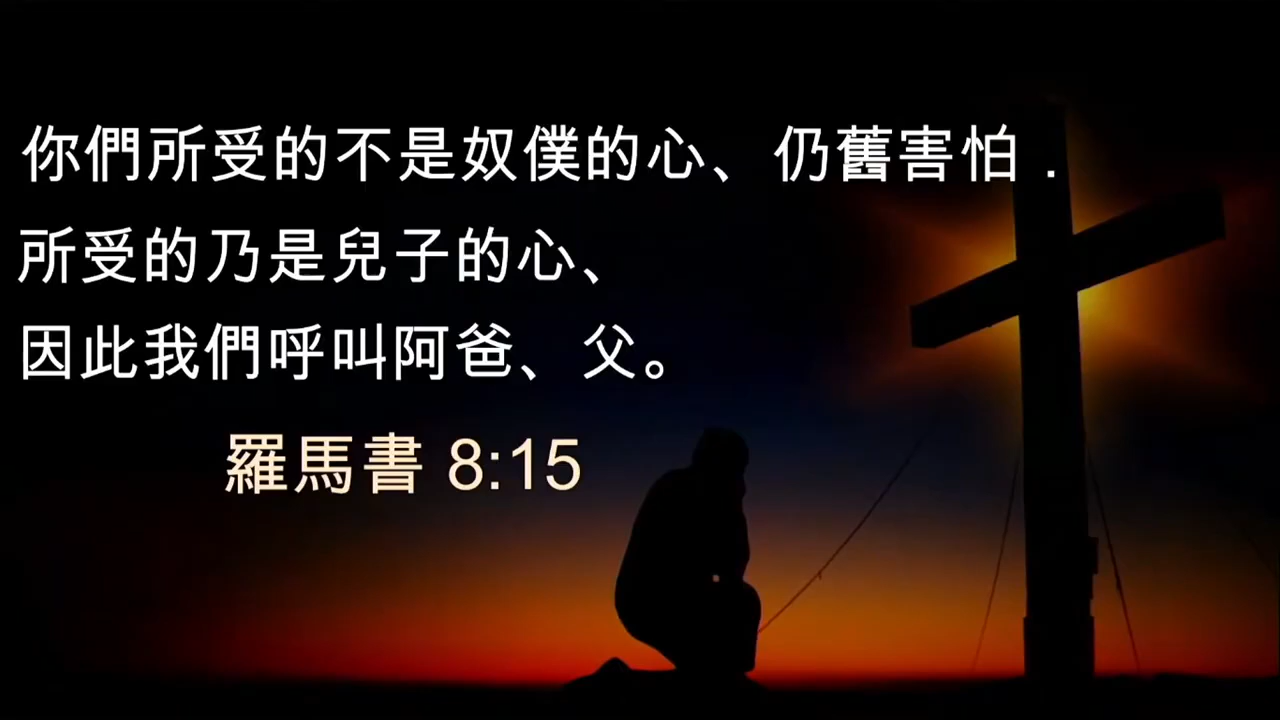 你們所受的不是奴僕的心、仍舊害怕．
所受的乃是兒子的心、
因此我們呼叫阿爸、父。
羅馬書 8:15